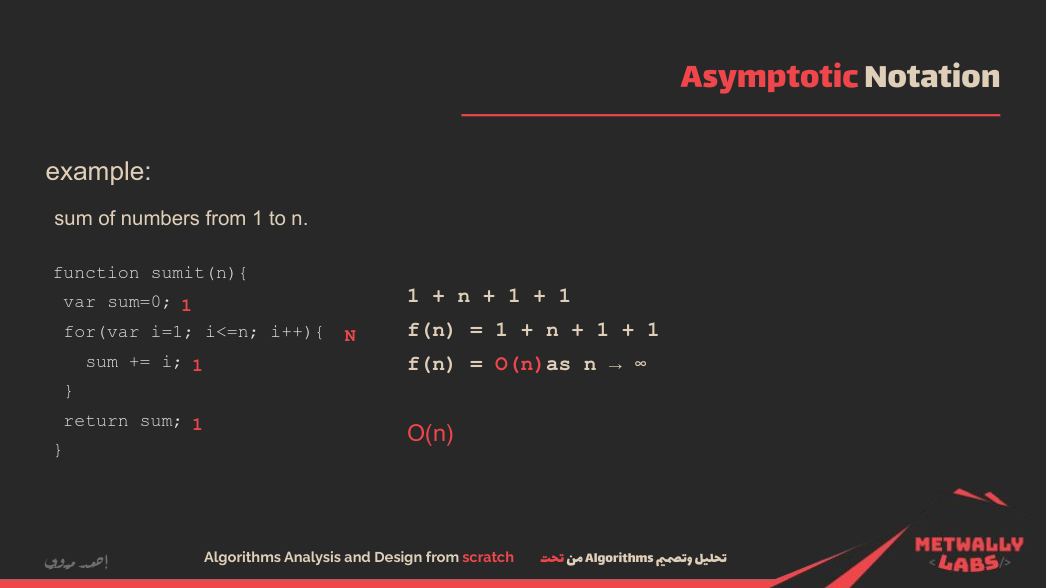 Asymptotic Notation
example:
sum of numbers from 1 to n.
function sumit(n){
var sum=0; 1
for(var i=1; i<=n; i++){ N
sum += i; 1
}
return sum; 1
}
1 + n + 1 + 1
f(n) = 1 + n + 1 + 1
f(n) = O(n)as n → ∞
O(n)
Algorithms Analysis and Design from scratch
تحليل وتصميم Algorithms من تحت
METWALLY
<LABS/>